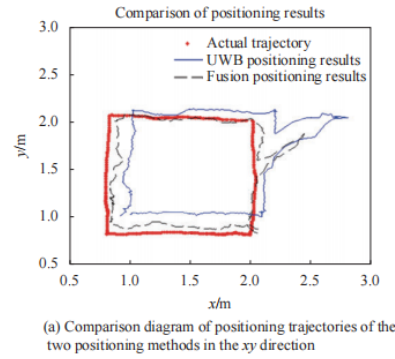 Comparison of positioning results
Actual trajectory
UWB positioning results
Fusion positioning results
3.0
2.5
2.0
1.5
1.0
0.5
y/m
0.5 1.0 1.5 2.0 2.5 3.0
x/m
(a) Comparison diagram of positioning trajectories of the
two positioning methods in the xy direction